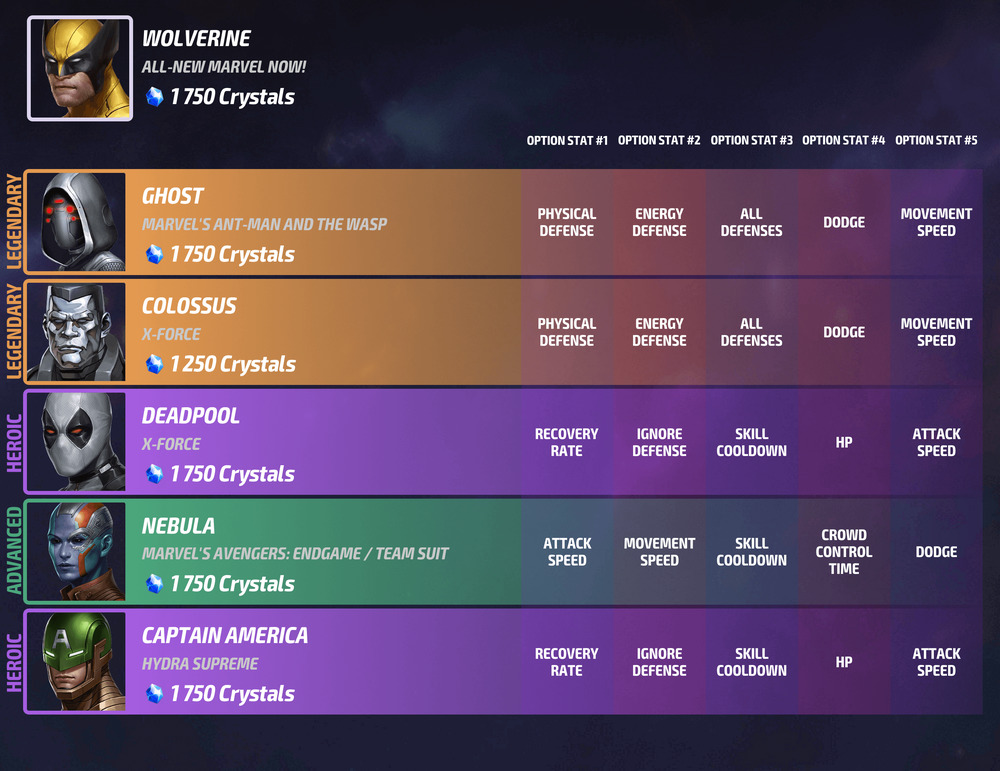 WOLVERINE
ALL-NEW MARVEL NOW!
1 750 Crystals
OPTION STAT #1 OPTION STAT #2 OPTION STAT #3 OPTION STAT #4 OPTION STAT #5
LEGENDARY
GHOST
MARVEL'S ANT-MAN AND THE WASP
1 750 Crystals
PHYSICAL DEFENSE
ENERGY DEFENSE
ALL DEFENSES
DODGE
MOVEMENT SPEED
LEGENDARY
COLOSSUS
X-FORCE
1 250 Crystals
PHYSICAL DEFENSE
ENERGY DEFENSE
ALL DEFENSES
DODGE
MOVEMENT SPEED
HEROIC
DEADPOOL
X-FORCE
1 750 Crystals
RECOVERY RATE
IGNORE DEFENSE
SKILL COOLDOWN
HP
ATTACK SPEED
ADVANCED
NEBULA
MARVEL'S AVENGERS: ENDGAME / TEAM SUIT
1 750 Crystals
ATTACK SPEED
MOVEMENT SPEED
SKILL COOLDOWN
CROWD CONTROL TIME
DODGE
HEROIC
A
CAPTAIN AMERICA
HYDRA SUPREME
1 750 Crystals
RECOVERY RATE
IGNORE DEFENSE
SKILL COOLDOWN
HP
ATTACK SPEED